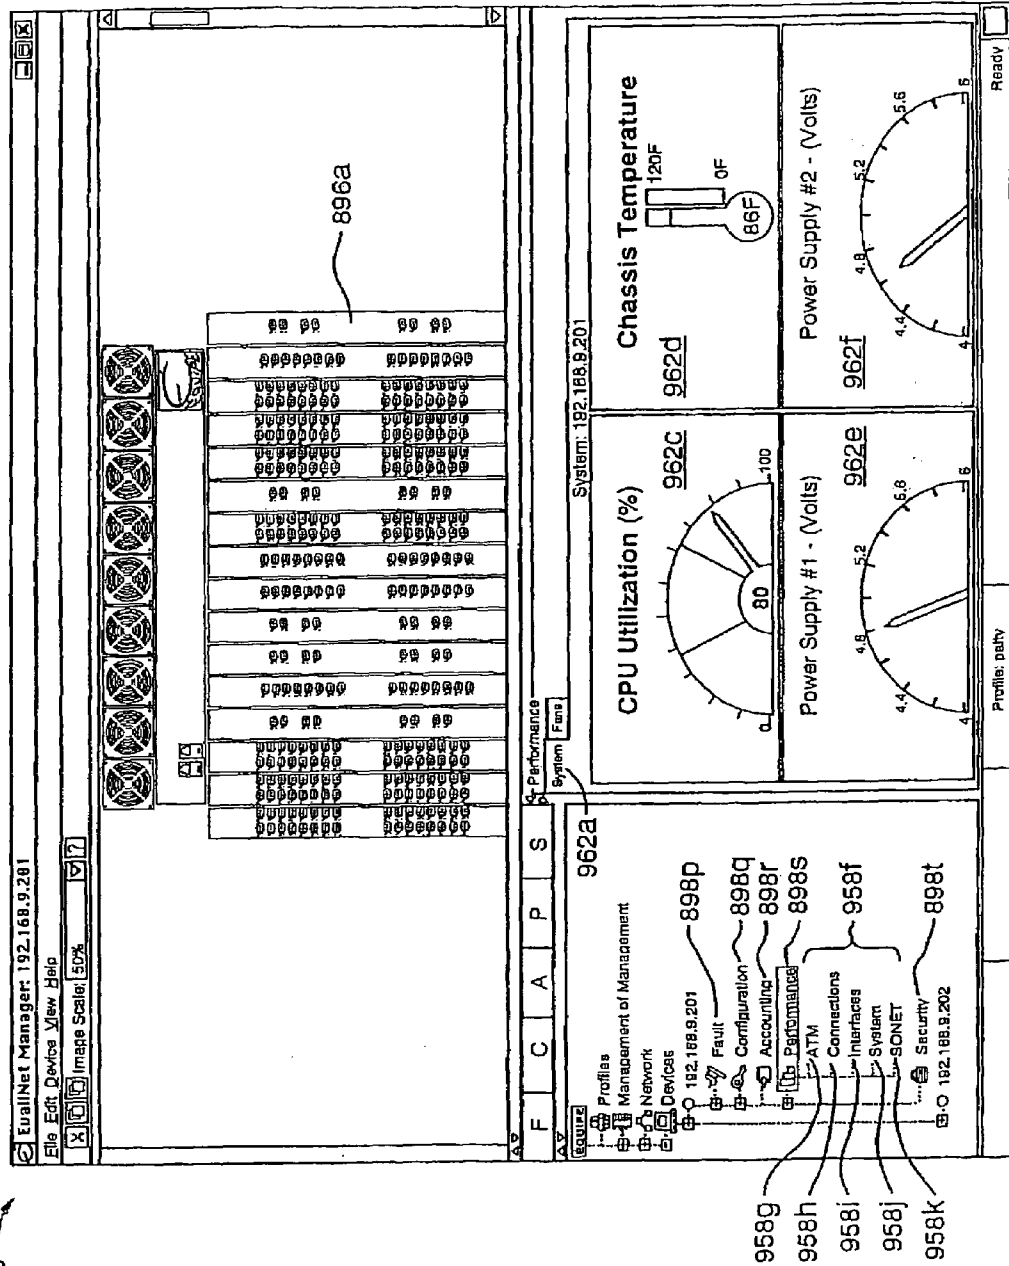 EuallNet Manager: 192.168.9.201
File Edit Device View Help
Image Scale: 50%
?
896a
F C A P S
EQUIPE
Profiles
Management of Management
Network
Devices
192.168.9.201
Fault
Configuration
Accounting
Performance
ATM
Connections
Interfaces
System
SONET
Security
192.168.9.202
898p
898q
898r
898s
958f
898t
958g
958h
958i
958j
958k
962a
Performance
System Fans
System: 192.168.9.201
CPU Utilization (%)
962c
0
80
100
Chassis Temperature
962d
120F
0F
86F
Power Supply #1 - (Volts)
962e
4
4.4
4.8
5.2
5.6
6
Power Supply #2 - (Volts)
962f
4
4.4
4.8
5.2
5.6
6
Profile: patty
Ready